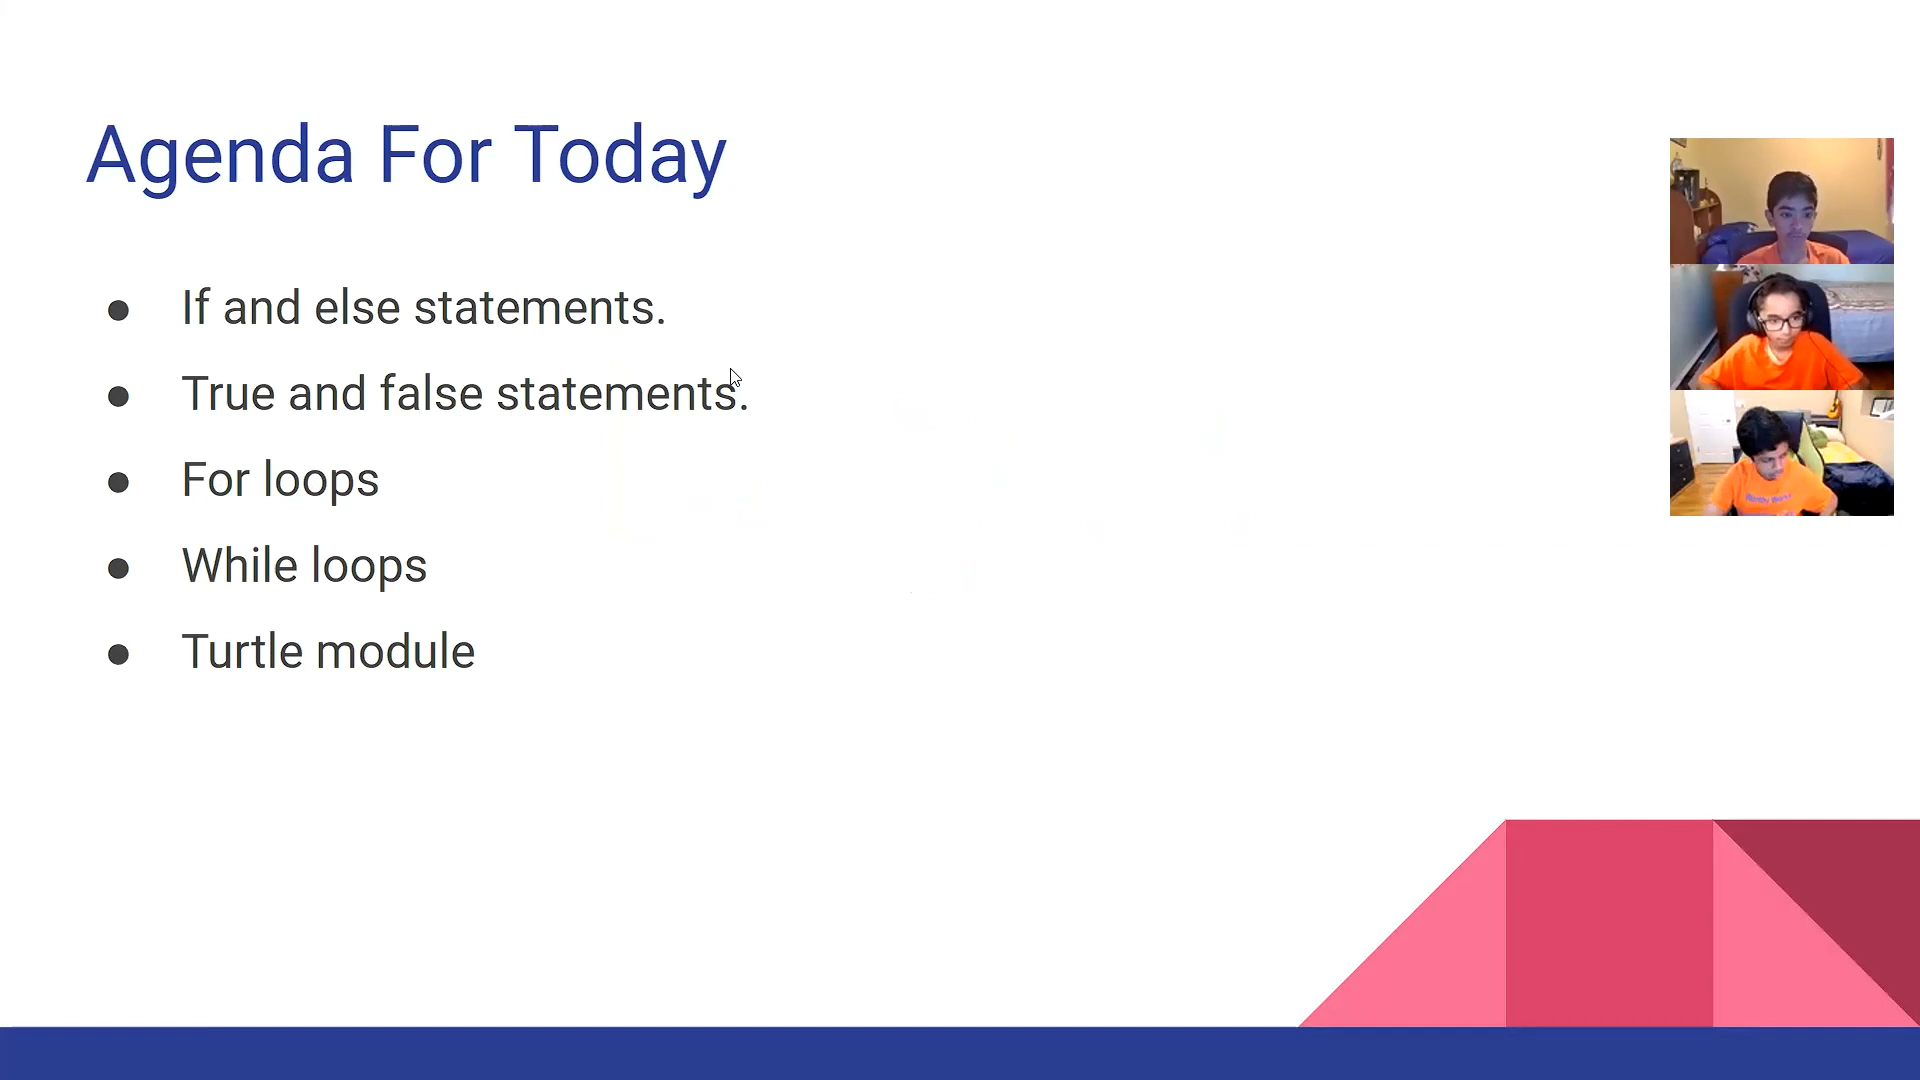 Agenda For Today
● If and else statements.
● True and false statements.
● For loops
● While loops
● Turtle module